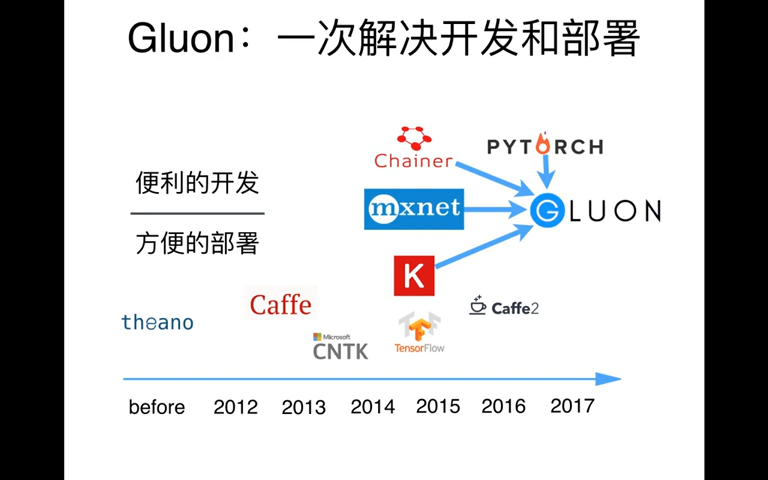 Gluon：一次解决开发和部署
Chainer
PYTORCH
便利的开发
mxnet
GLUON
方便的部署
K
Caffe
Caffe2
theano
Microsoft
CNTK
TensorFlow
before 2012 2013 2014 2015 2016 2017